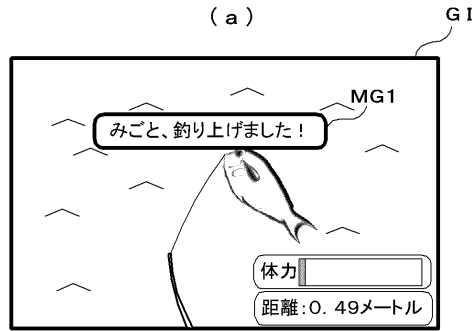 (a)
GI
MG1
みごと、釣り上げました！
体力
距離：０．４９メートル